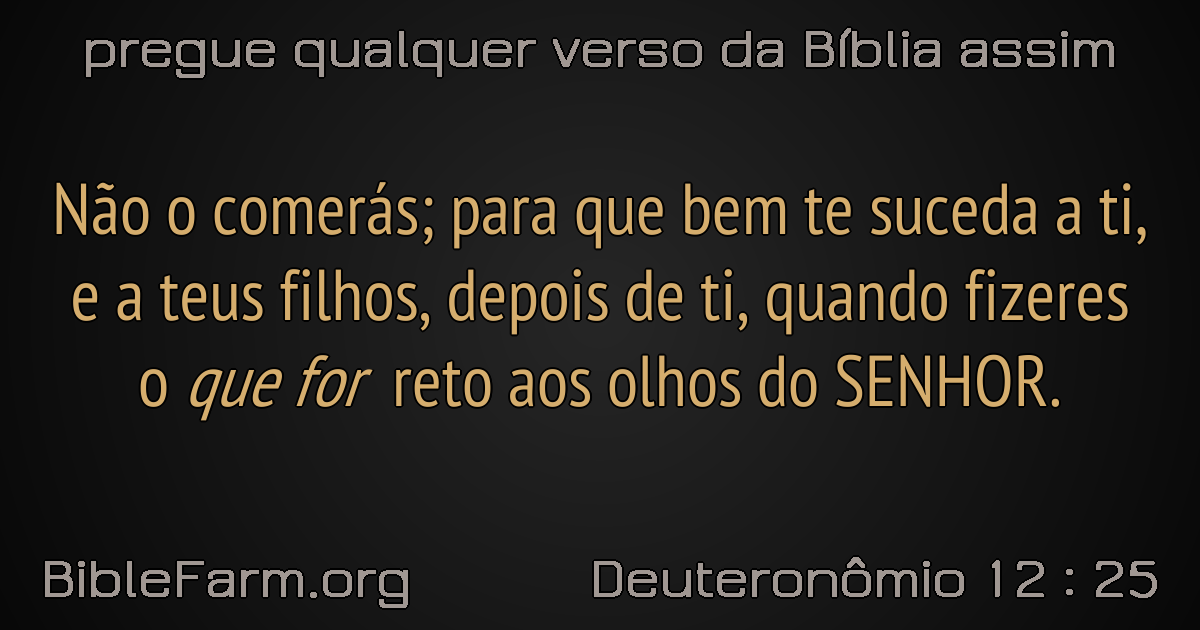 pregue qualquer verso da Bíblia assim
Não o comerás; para que bem te suceda a ti,
e a teus filhos, depois de ti, quando fizeres
o que for reto aos olhos do SENHOR.
BibleFarm.org
Deuteronômio 12 : 25